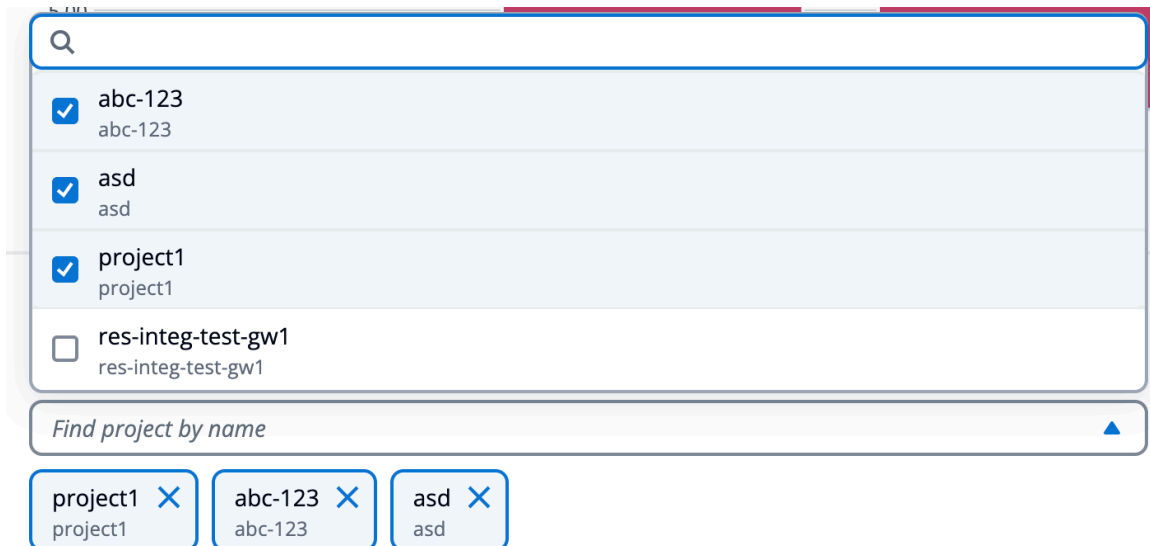 abc-123
abc-123
asd
asd
project1
project1
res-integ-test-gw1
res-integ-test-gw1
Find project by name
project1 abc-123 asd
project1 abc-123 asd